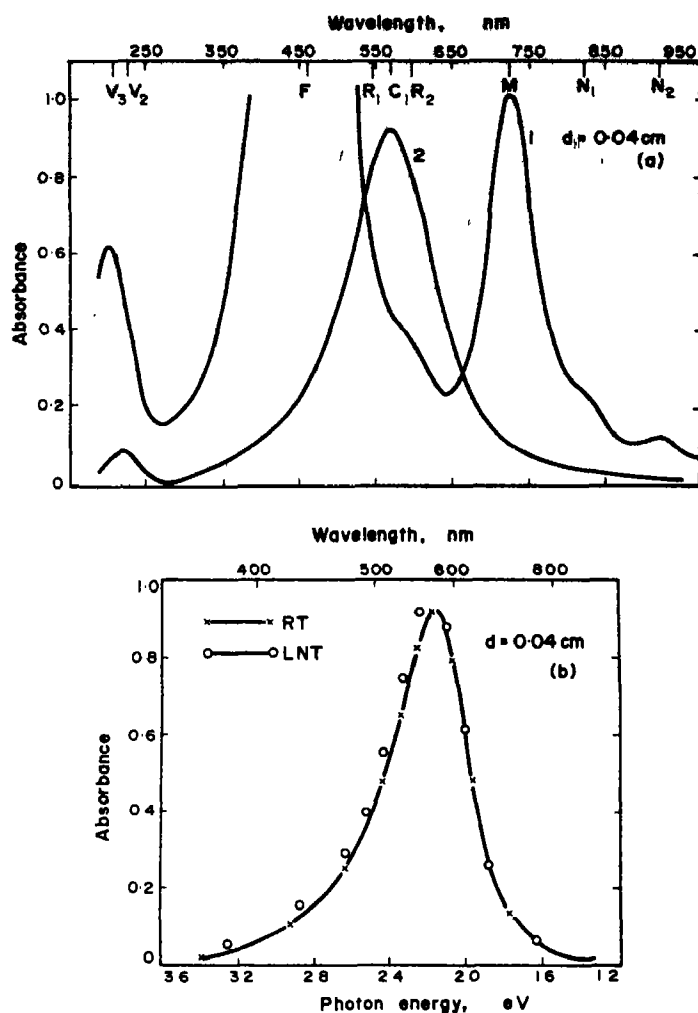 Wavelength, nm
250 350 450 550 650 750 850 950
V3 V2 F R1 C1 R2 M N1 N2
1.0
2 1 d = 0.04 cm
(a)
0.8
0.6
Absorbance
0.4
0.2
0
Wavelength, nm
400 500 600 800
1.0
x—x RT
o—o LNT
d = 0.04 cm
(b)
0.8
0.6
Absorbance
0.4
0.2
0
3.6 3.2 2.8 2.4 2.0 1.6 1.2
Photon energy, eV